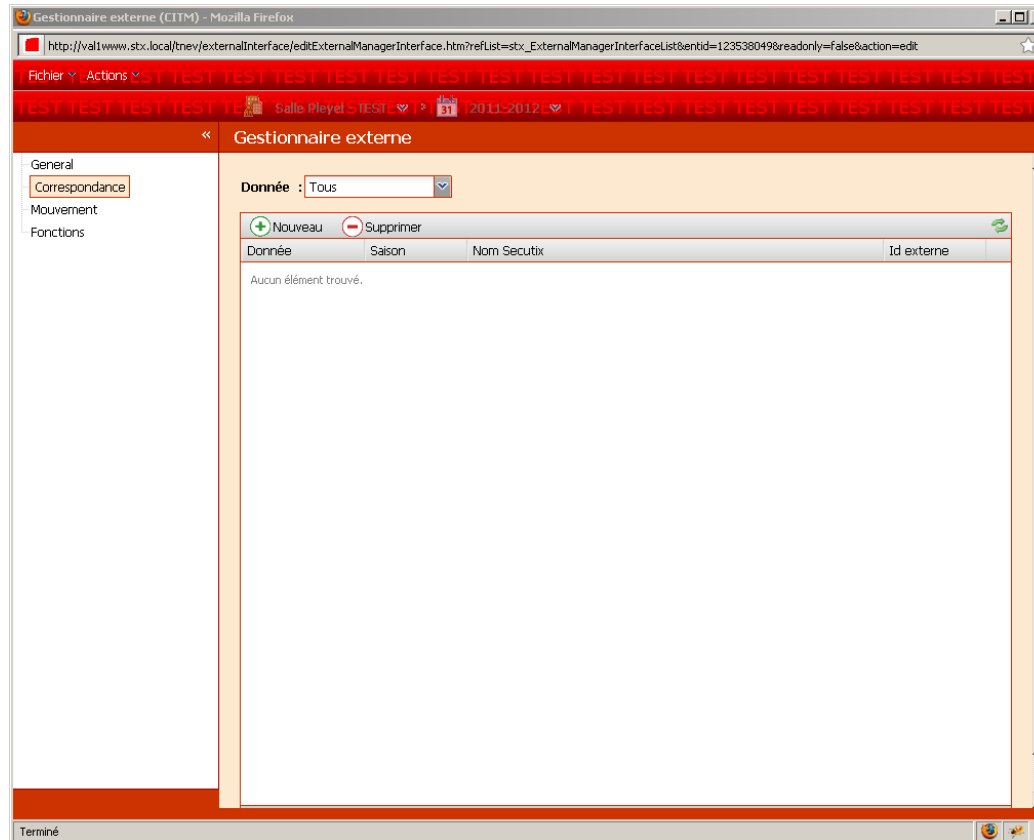 Gestionnaire externe (CITM) - Mozilla Firefox
http://val1www.stx.local/tnev/externalInterface/editExternalManagerInterface.htm?refList=stx_ExternalManagerInterfaceList&entid=123538049&readonly=false&action=edit
Fichier Actions TEST TEST TEST TEST TEST TEST TEST TEST TEST TEST TEST TEST TEST TEST TEST TEST TEST
TEST TEST TEST TEST TE Salle Pleyel - TEST > 31 2011-2012 TEST TEST TEST TEST TEST TEST TEST TEST TEST
« Gestionnaire externe
General
Correspondance
Mouvement
Fonctions
Donnée : Tous
Nouveau Supprimer
Donnée Saison Nom Secutix Id externe
Aucun élément trouvé.
Terminé